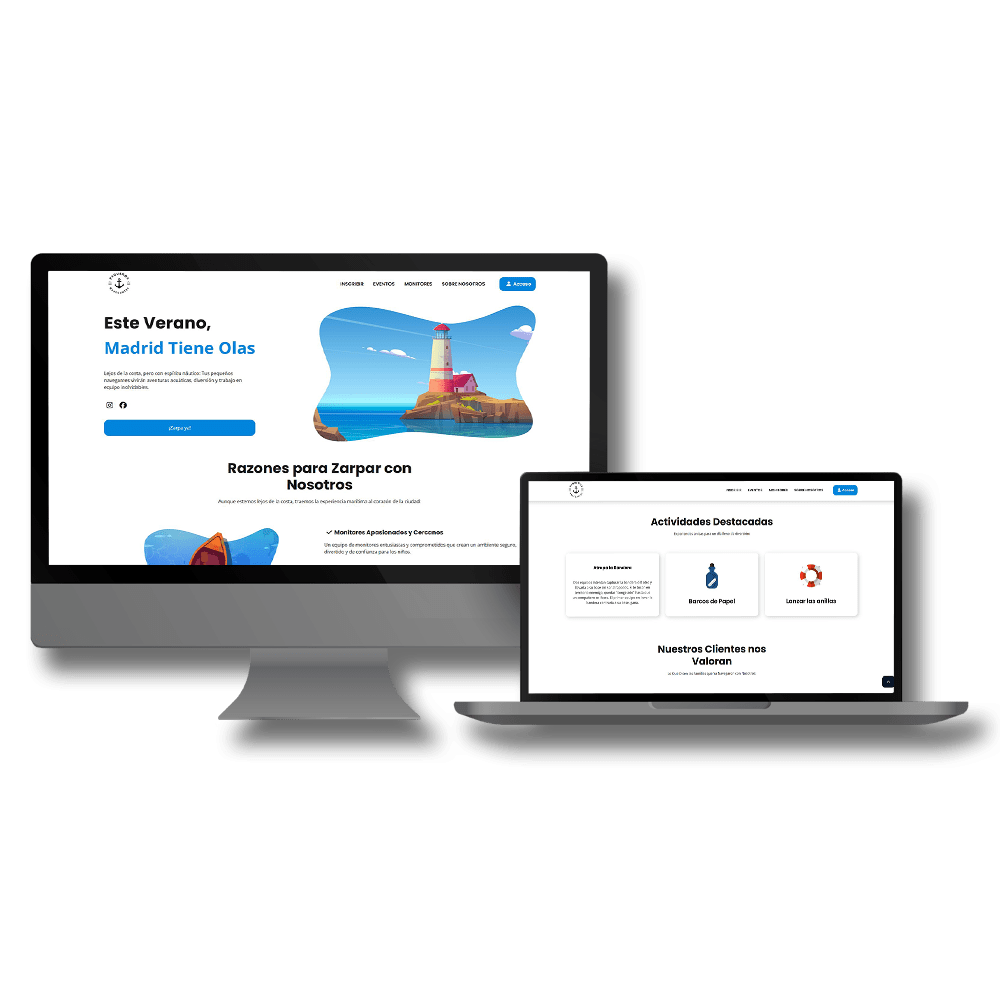 INSCRIBIR EVENTOS MONITORES SOBRE NOSOTROS Acceso
Este Verano,
Madrid Tiene Olas
Lejos de la costa, pero con espíritu náutico: Tus pequeños
navegantes vivirán aventuras acuáticas, diversión y trabajo en
equipo inolvidables.
¡Zarpa ya!
Razones para Zarpar con
Nosotros
Aunque estemos lejos de la costa, traemos la experiencia marítima al corazón de la ciudad.
Monitores Apasionados y Cercanos
Un equipo de monitores entusiastas y comprometidos que crean un ambiente seguro,
divertido y de confianza para los niños.
INSCRIBIR EVENTOS MONITORES SOBRE NOSOTROS Acceso
Actividades Destacadas
Barcos de Papel
Lanzar las anillas
Nuestros Clientes nos
Valoran